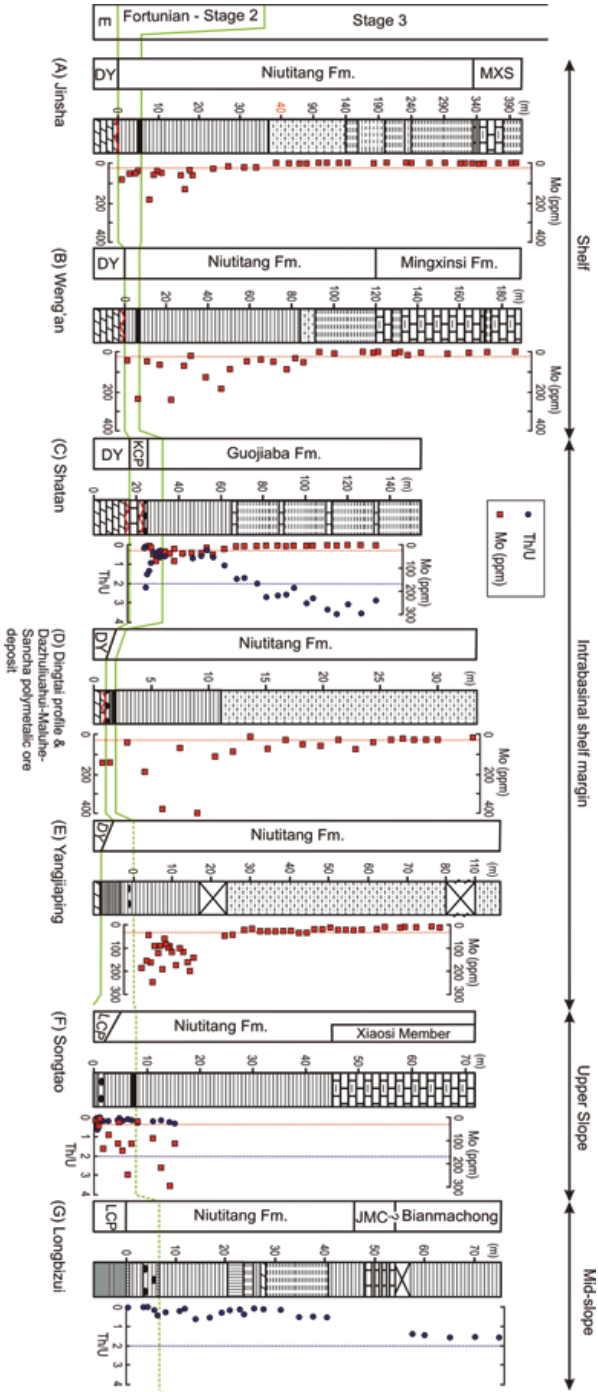 E
Fortunian - Stage 2
Stage 3
(A) Jinsha
DY
Niutitang Fm.
MXS
0
20
40
90
140
190
240
290
340
390
(m)
0
200
400
Mo (ppm)
(B) Weng'an
DY
Niutitang Fm.
Mingxinsi Fm.
0
20
40
60
80
100
120
140
160
180
(m)
0
200
400
Mo (ppm)
Shelf
(C) Shatan
DY
KCP
Guojiaba Fm.
0
20
40
60
80
100
120
140
(m)
0
1
2
3
4
Th/U
0
100
200
300
Mo (ppm)
Th/U
Mo (ppm)
(D) Dingtai profile &
Dazhuliuahui-Maluhe-
Sancha polymetalic ore
deposit
DY
Niutitang Fm.
0
5
10
15
20
25
30
(m)
0
200
400
Mo (ppm)
(E) Yangjiaping
DY
Niutitang Fm.
0
10
20
30
40
50
60
70
80
110
(m)
0
100
200
300
Mo (ppm)
Intrabasinal shelf margin
(F) Songtao
LCP
Niutitang Fm.
Xiaosi Member
0
10
20
30
40
50
60
70
(m)
0
1
2
3
4
Th/U
0
100
200
300
Mo (ppm)
Upper Slope
(G) Longbizui
LCP
Niutitang Fm.
JMC
-?-
Bianmachong
0
10
20
30
40
50
60
70
(m)
0
1
2
3
4
Th/U
Mid-slope